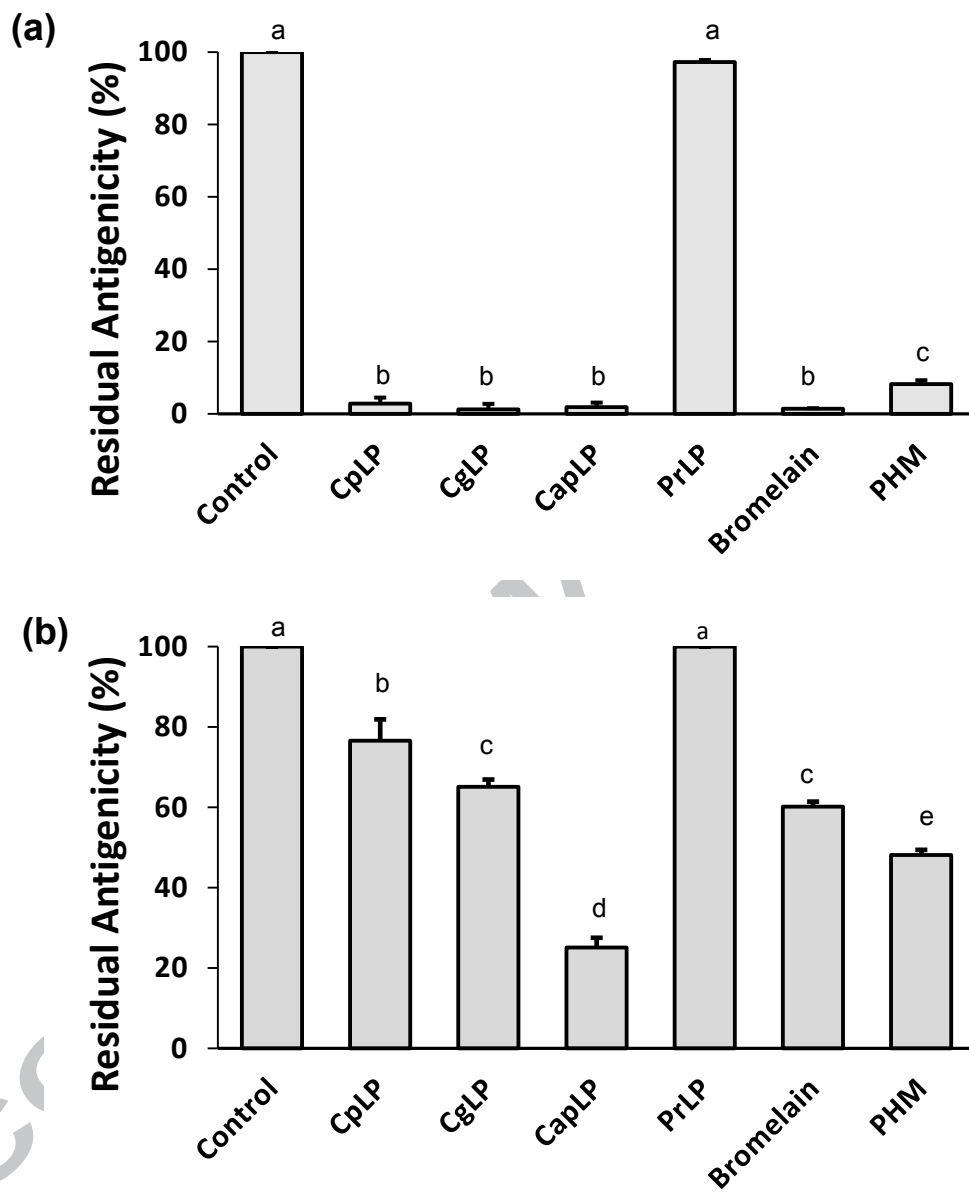 (a)
Residual Antigenicity (%)
100
80
60
40
20
0
a
b
b
b
a
b
c
Control
CpLP
CgLP
CapLP
PrLP
Bromelain
PHM
(b)
Residual Antigenicity (%)
100
80
60
40
20
0
a
b
c
d
a
c
e
Control
CpLP
CgLP
CapLP
PrLP
Bromelain
PHM